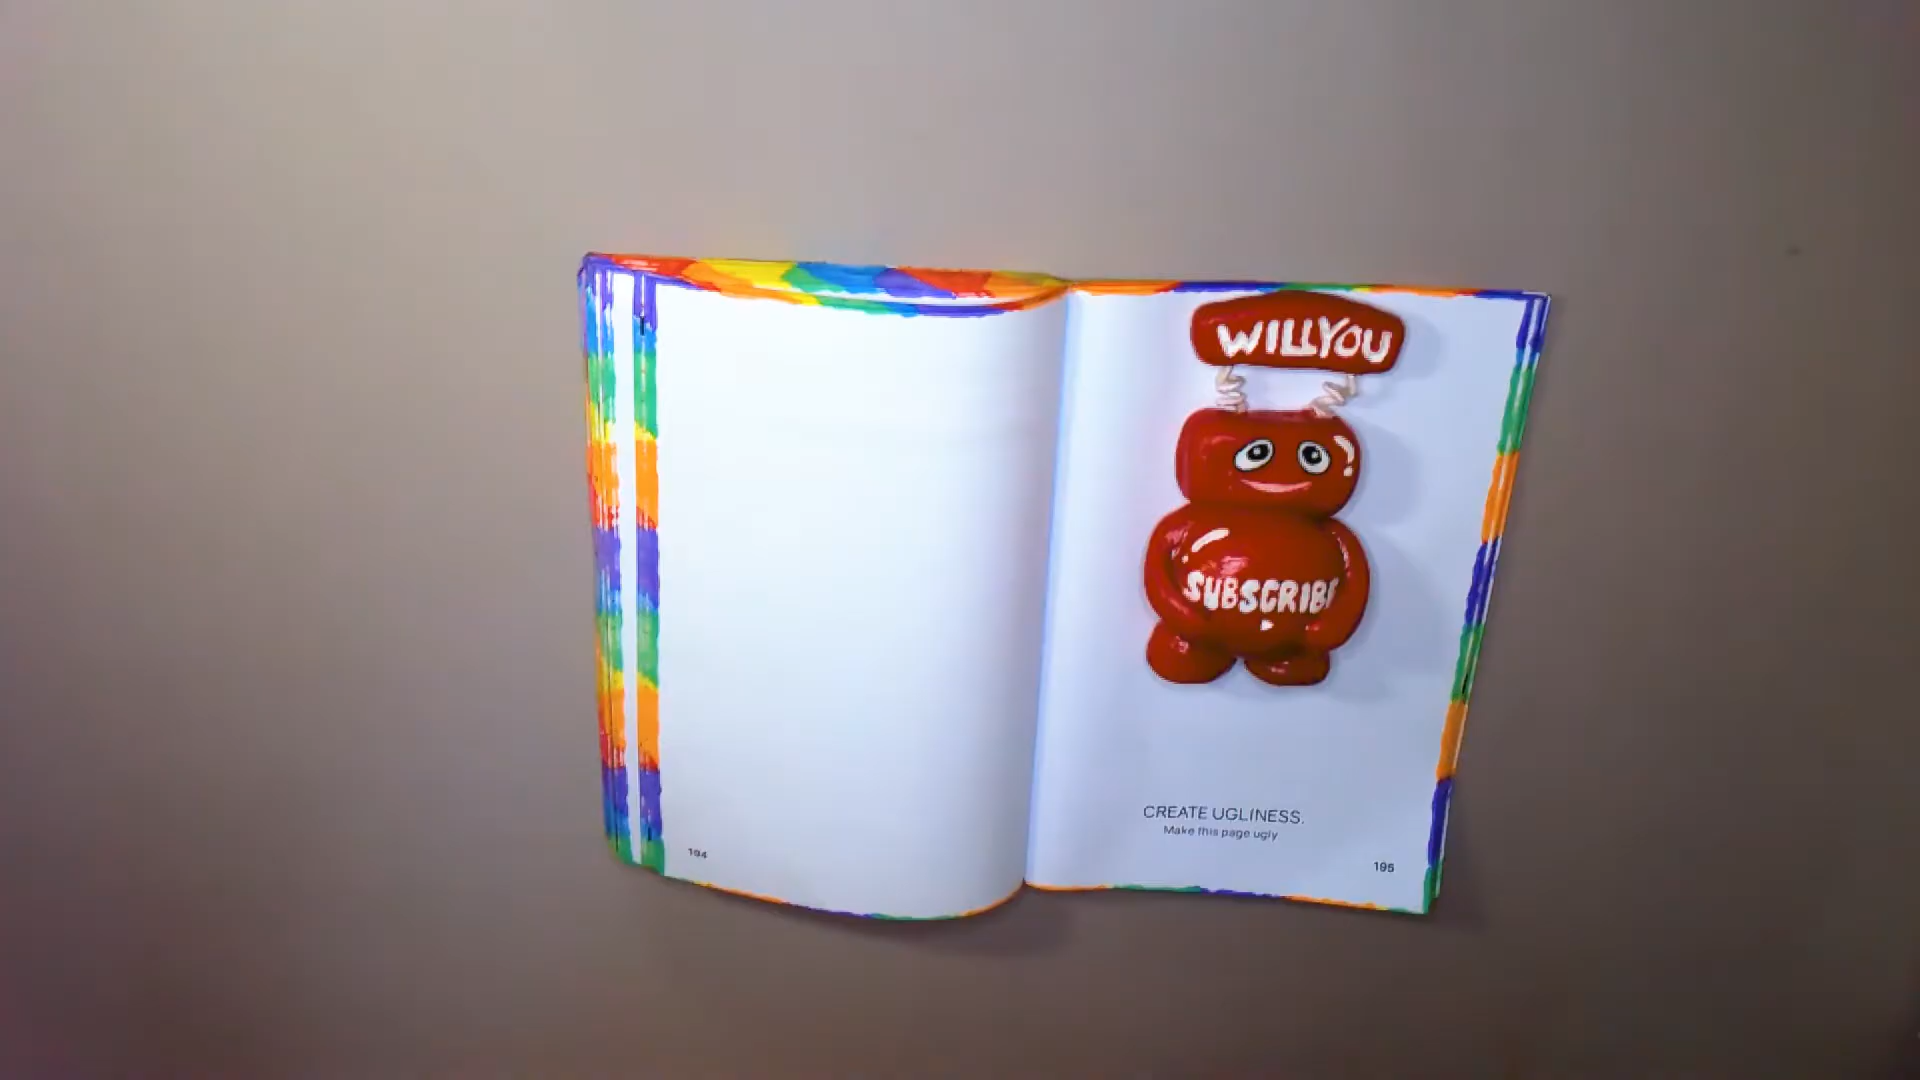 WILL YOU
SUBSCRIBE
CREATE UGLINESS.
Make this page ugly
194
195